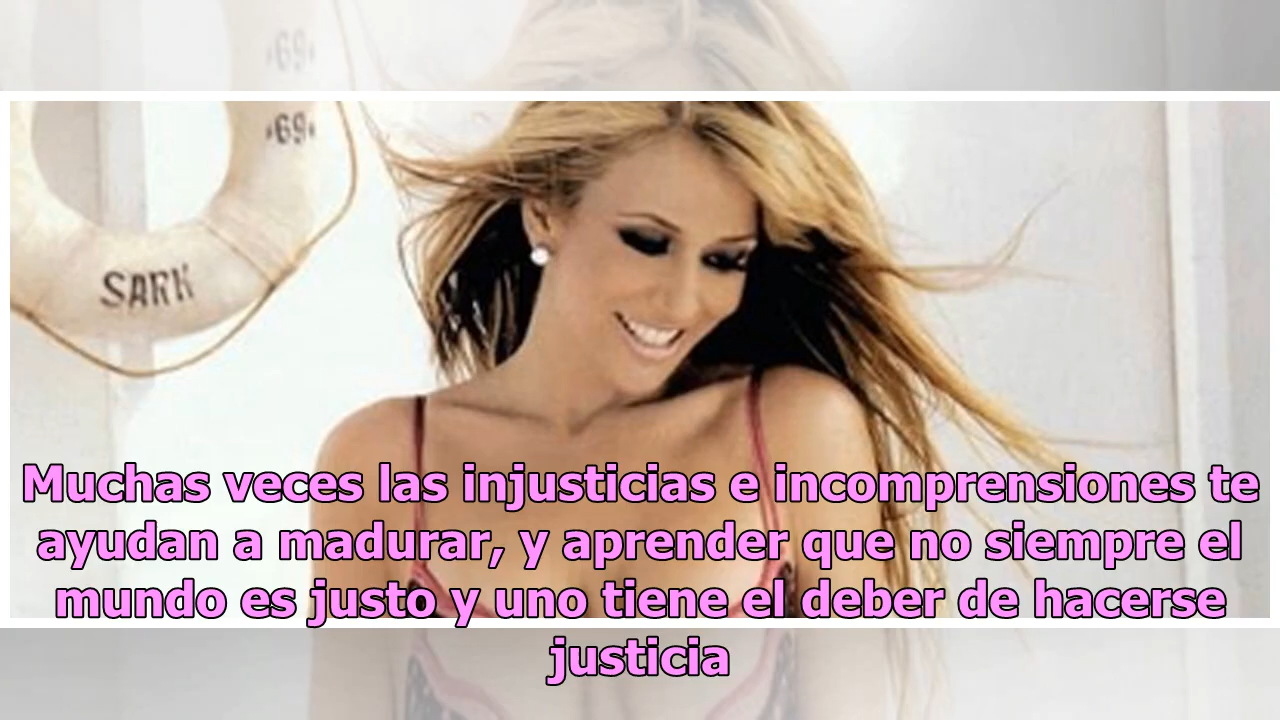 69
69
SARK
Muchas veces las injusticias e incomprensiones te
ayudan a madurar, y aprender que no siempre el
mundo es justo y uno tiene el deber de hacerse
justicia